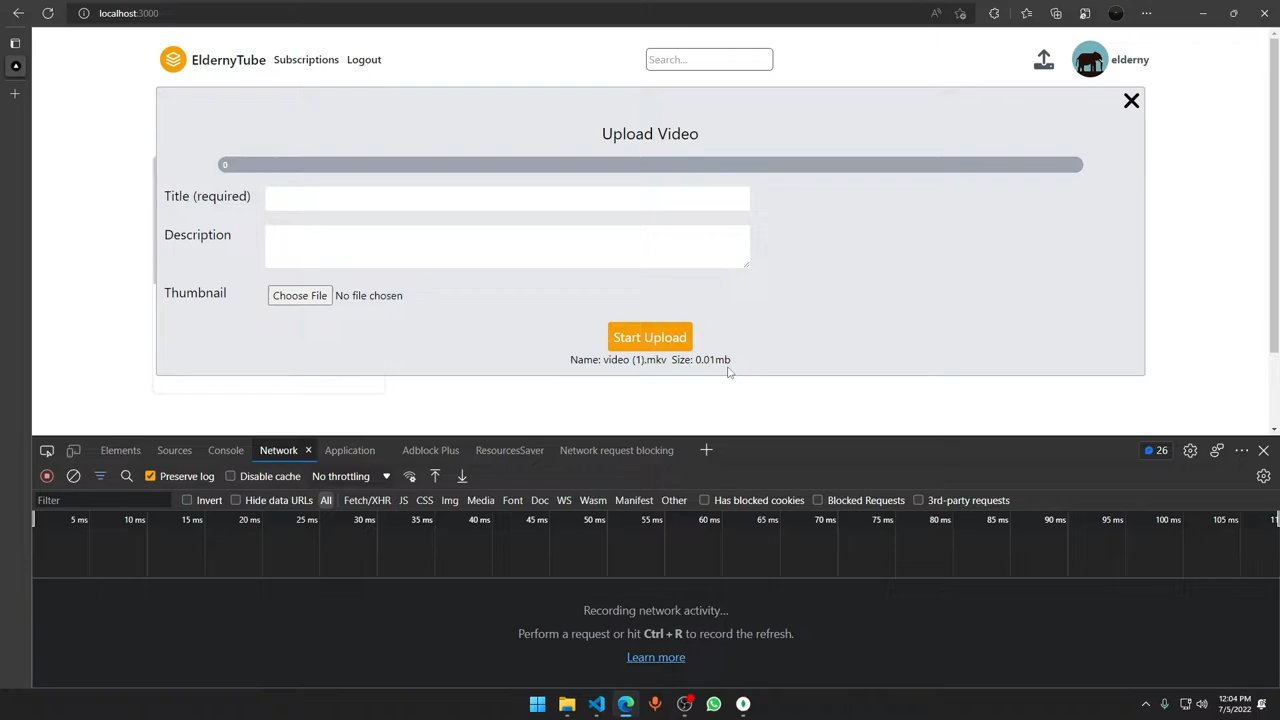 localhost:3000
EldernyTube Subscriptions Logout Search... elderny
Upload Video
0
Title (required)
Description
Thumbnail Choose File No file chosen
Start Upload
Name: video (1).mkv Size: 0.01mb
Elements Sources Console Network Application Adblock Plus ResourcesSaver Network request blocking 26
Preserve log Disable cache No throttling
Filter Invert Hide data URLs All Fetch/XHR JS CSS Img Media Font Doc WS Wasm Manifest Other Has blocked cookies Blocked Requests 3rd-party requests
5 ms 10 ms 15 ms 20 ms 25 ms 30 ms 35 ms 40 ms 45 ms 50 ms 55 ms 60 ms 65 ms 70 ms 75 ms 80 ms 85 ms 90 ms 95 ms 100 ms 105 ms 11
Recording network activity...
Perform a request or hit Ctrl + R to record the refresh.
Learn more
12:04 PM
7/5/2022